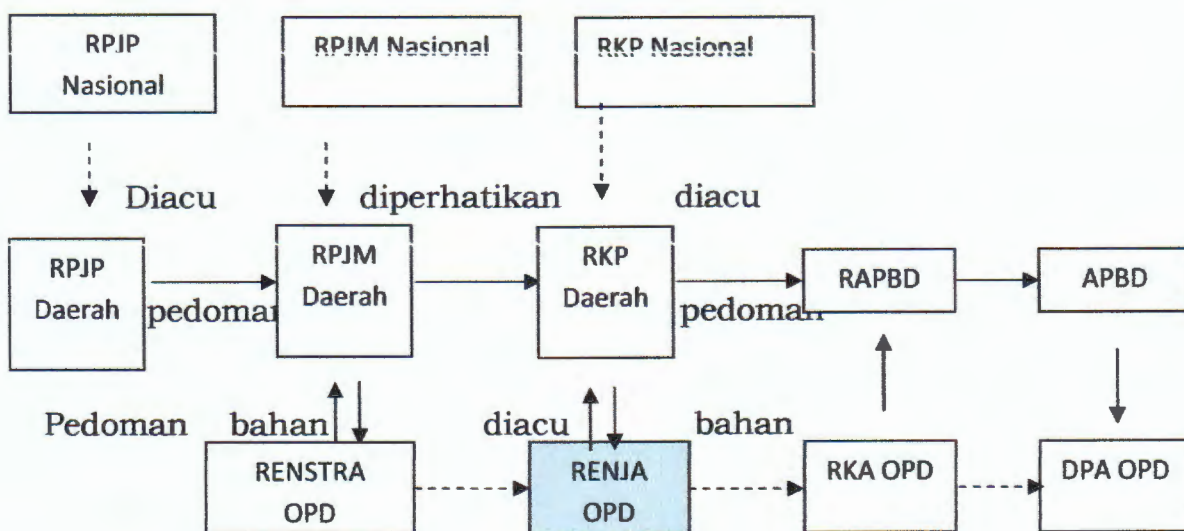 RPJP
Nasional
RPJM Nasional
RKP Nasional
Diacu
diperhatikan
diacu
RPJP
Daerah
pedoman
RPJM
Daerah
RKP
Daerah
pedoman
RAPBD
APBD
Pedoman
bahan
diacu
bahan
RENSTRA
OPD
RENJA
OPD
RKA OPD
DPA OPD